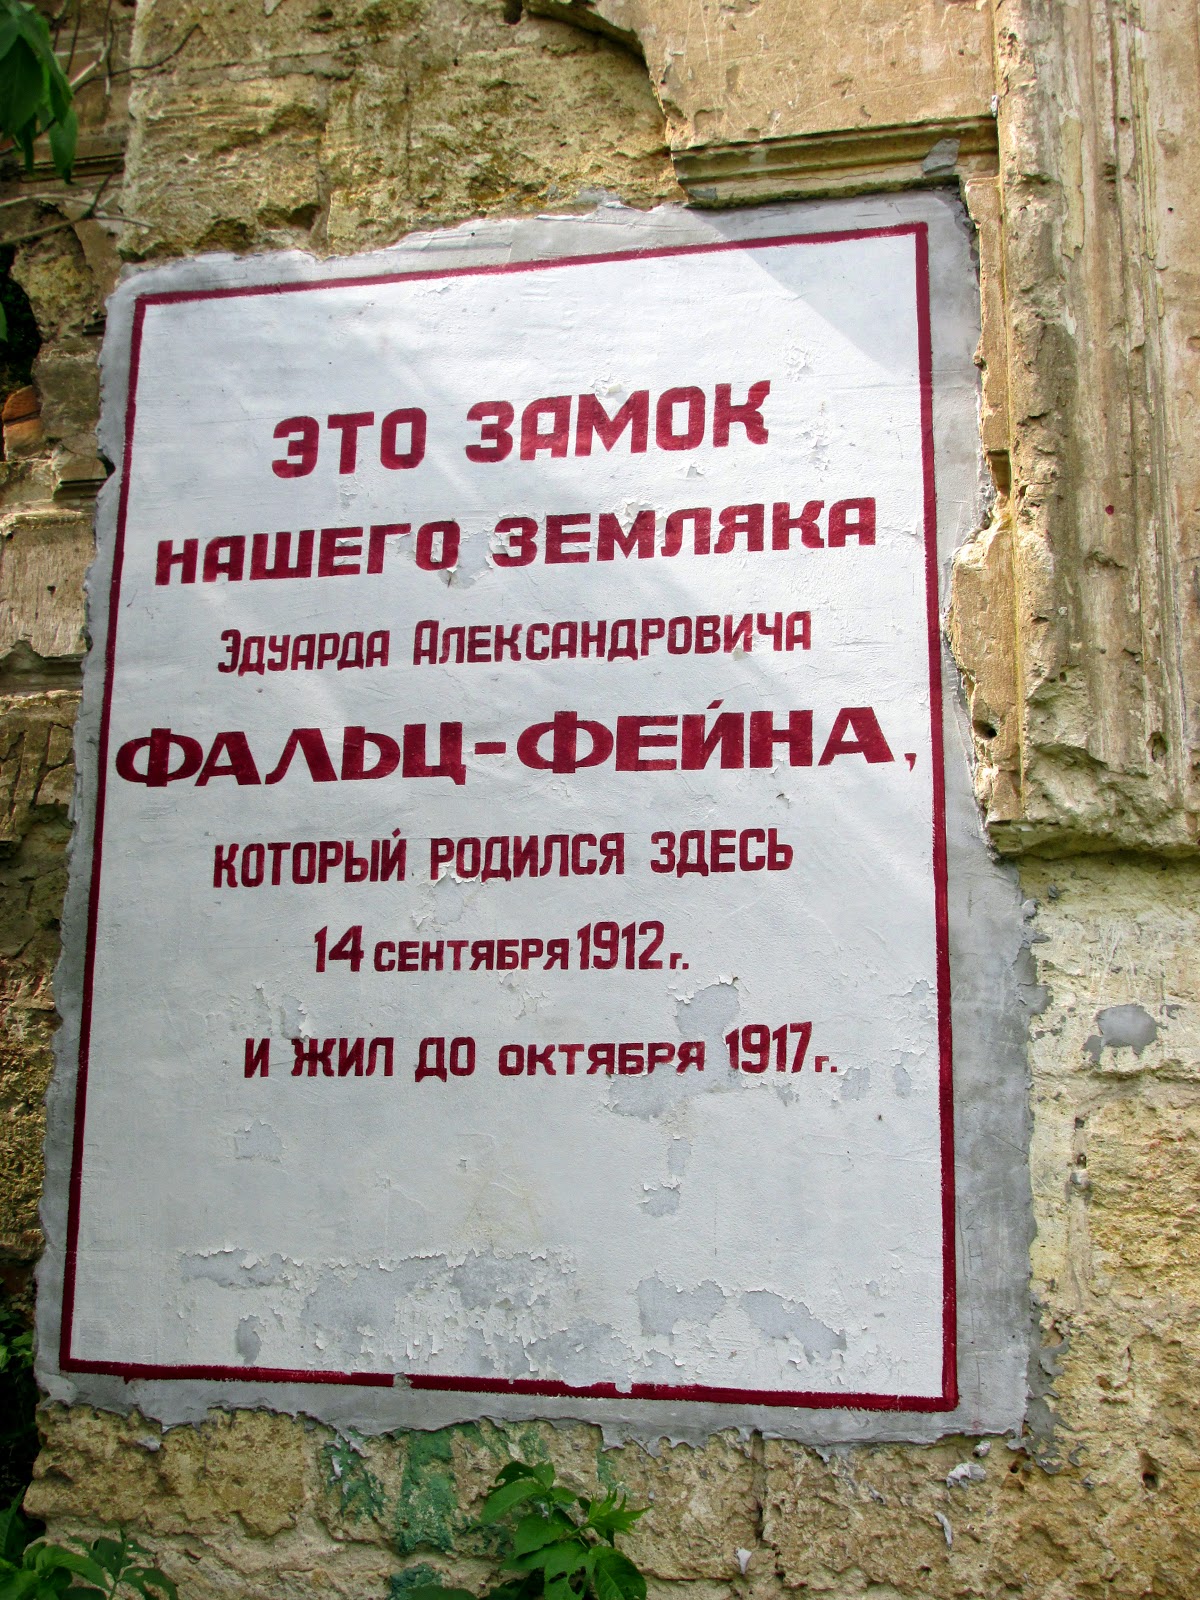 ЭТО ЗАМОК
НАШЕГО ЗЕМЛЯКА
ЭДУАРДА АЛЕКСАНДРОВИЧА
ФАЛЬЦ-ФЕЙНА,
КОТОРЫЙ РОДИЛСЯ ЗДЕСЬ
14 СЕНТЯБРЯ 1912 г.
И ЖИЛ ДО ОКТЯБРЯ 1917 г.